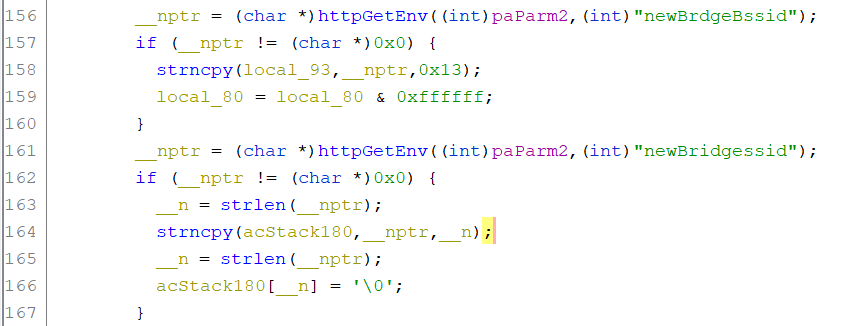 156 __nptr = (char *)httpGetEnv((int)paParm2,(int)"newBrdgeBssid");
157 if (__nptr != (char *)0x0) {
158 strncpy(local_93,__nptr,0x13);
159 local_80 = local_80 & 0xffffff;
160 }
161 __nptr = (char *)httpGetEnv((int)paParm2,(int)"newBridgessid");
162 if (__nptr != (char *)0x0) {
163 __n = strlen(__nptr);
164 strncpy(acStack180,__nptr,__n);
165 __n = strlen(__nptr);
166 acStack180[__n] = '\0';
167 }